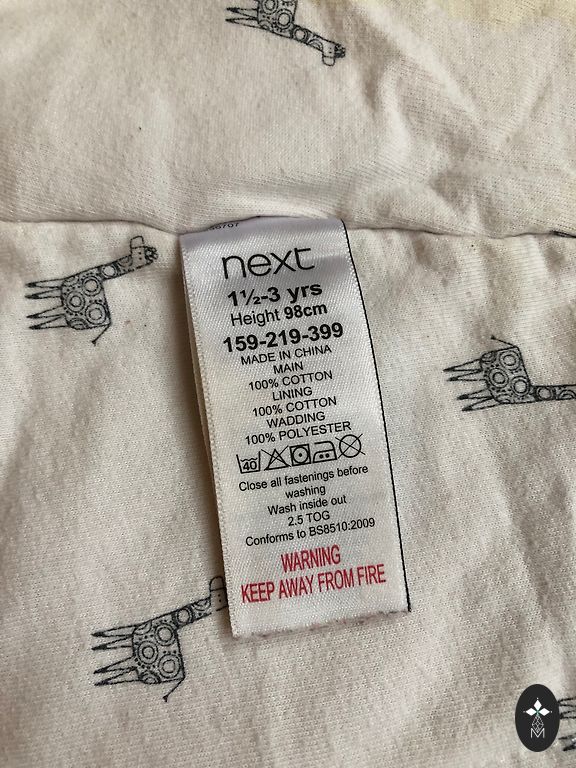 next
1½-3 yrs
Height 98cm
159-219-399
MADE IN CHINA
MAIN
100% COTTON
LINING
100% COTTON
WADDING
100% POLYESTER
40
Close all fastenings before
washing
Wash inside out
2.5 TOG
Conforms to BS8510:2009
WARNING
KEEP AWAY FROM FIRE